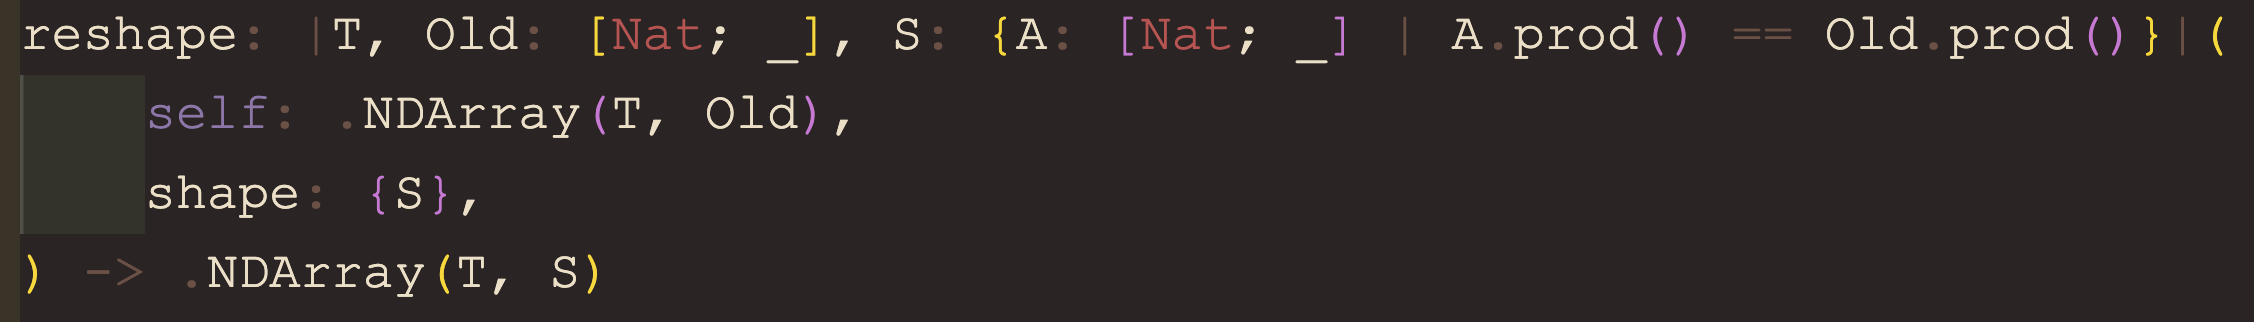 reshape: |T, Old: [Nat; _], S: {A: [Nat; _] | A.prod() == Old.prod()}|(
    self: .NDArray(T, Old),
    shape: {S},
) -> .NDArray(T, S)